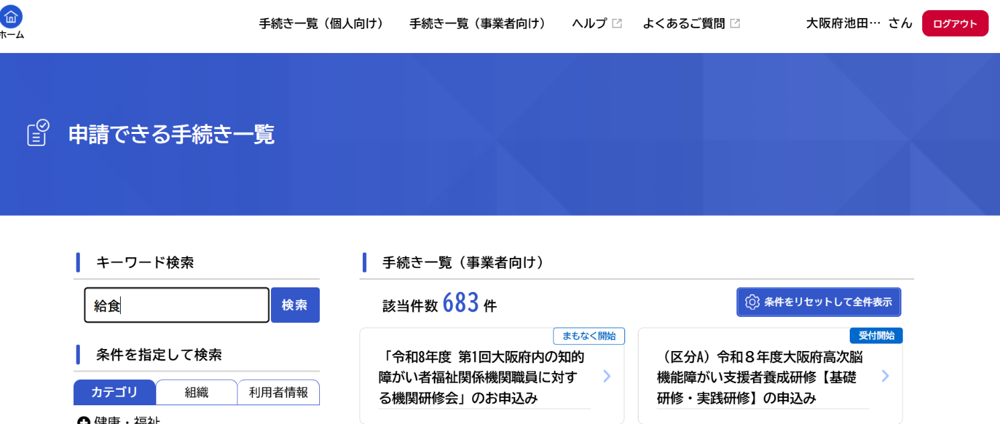 ホーム
手続き一覧（個人向け）
手続き一覧（事業者向け）
ヘルプ
よくあるご質問
大阪府池田… さん
ログアウト
申請できる手続き一覧
キーワード検索
給食
検索
条件を指定して検索
カテゴリ
組織
利用者情報
健康・福祉
手続き一覧（事業者向け）
該当件数 683 件
条件をリセットして全件表示
まもなく開始
「令和8年度 第1回大阪府内の知的
障がい者福祉関係機関職員に対す
る機関研修会」のお申込み
受付開始
（区分A）令和８年度大阪府高次脳
機能障がい支援者養成研修【基礎
研修・実践研修】の申込み